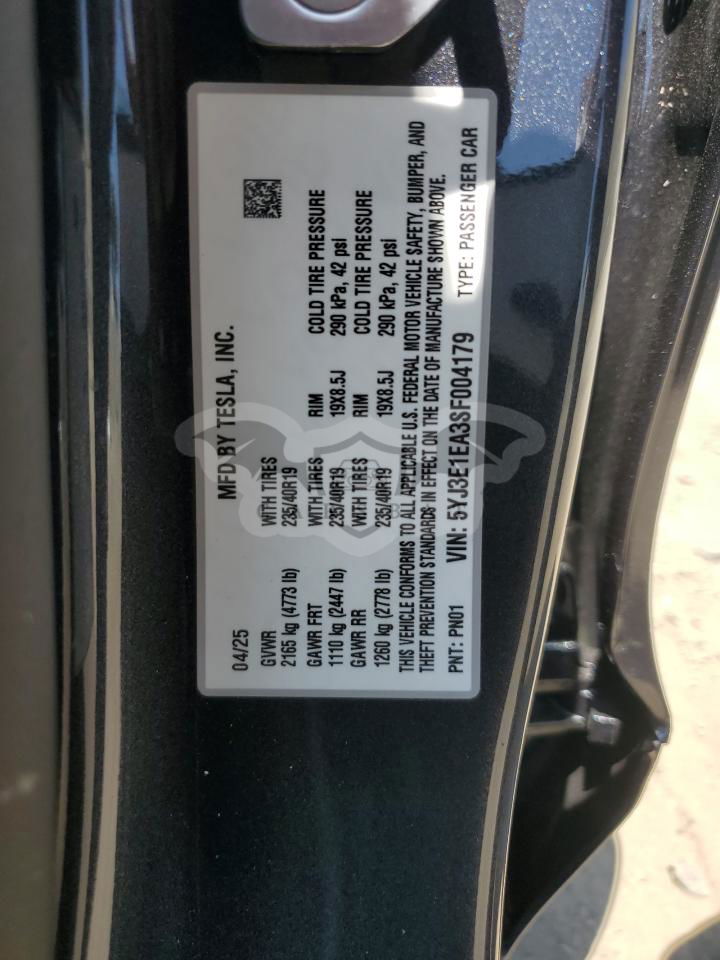 MFD BY TESLA, INC.
04/25
GVWR WITH TIRES
2165 kg (4773 lb) 235/40R19
GAWR FRT WITH TIRES RIM COLD TIRE PRESSURE
1110 kg (2447 lb) 235/40R19 19X8.5J 290 kPa, 42 psi
GAWR RR WITH TIRES RIM COLD TIRE PRESSURE
1260 kg (2778 lb) 235/40R19 19X8.5J 290 kPa, 42 psi
THIS VEHICLE CONFORMS TO ALL APPLICABLE U.S. FEDERAL MOTOR VEHICLE SAFETY, BUMPER, AND
THEFT PREVENTION STANDARDS IN EFFECT ON THE DATE OF MANUFACTURE SHOWN ABOVE.
PNT: PN01 VIN: 5YJ3E1EA3SF004179 TYPE: PASSENGER CAR